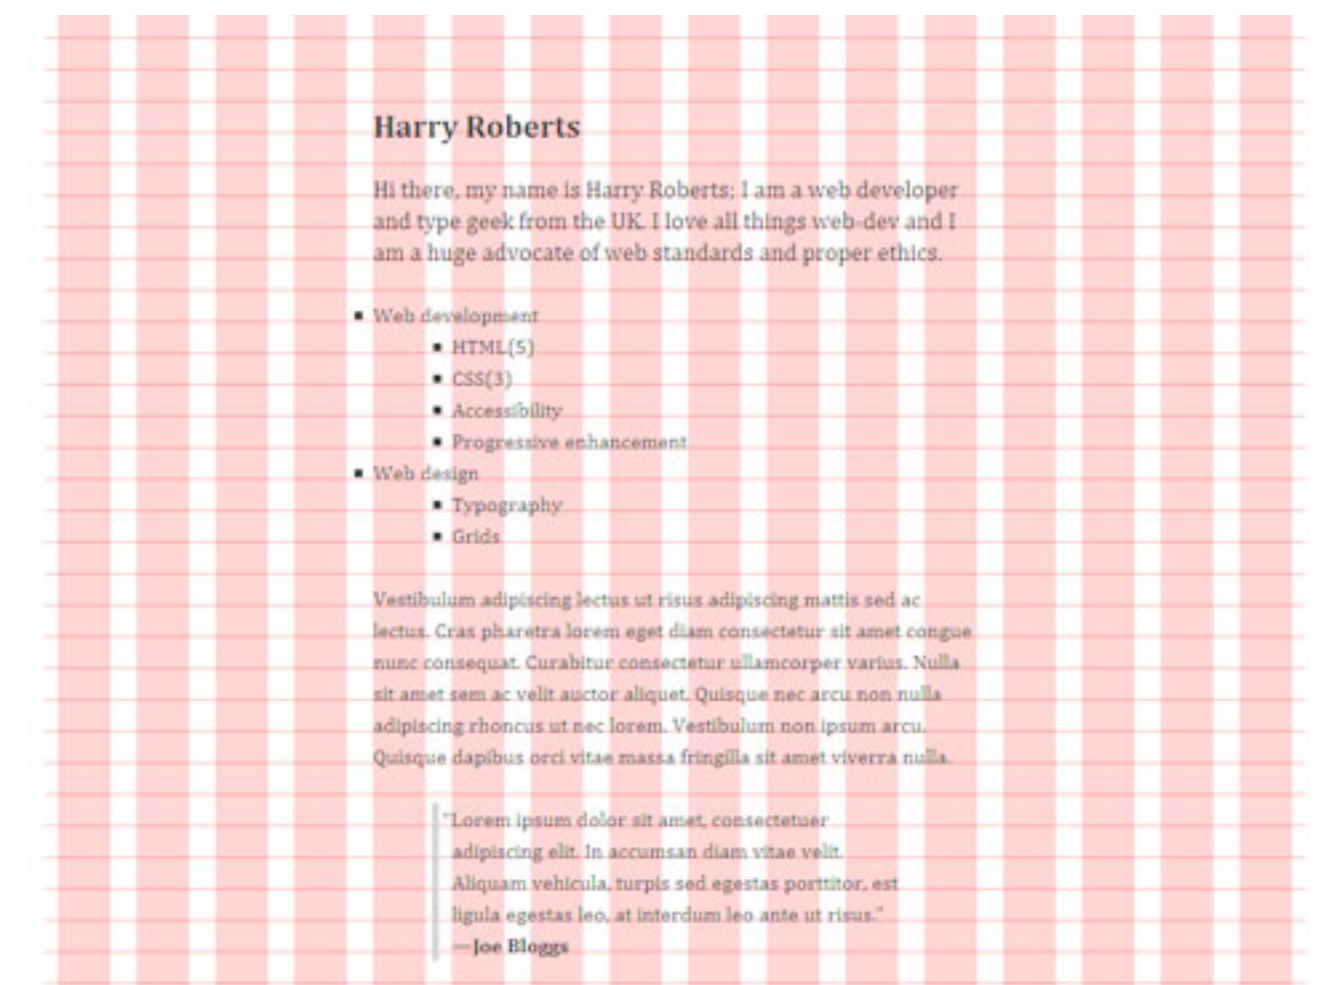 Harry Roberts
Hi there, my name is Harry Roberts; I am a web developer
and type geek from the UK. I love all things web-dev and I
am a huge advocate of web standards and proper ethics.
▪ Web development
▪ HTML(5)
▪ CSS(3)
▪ Accessibility
▪ Progressive enhancement
▪ Web design
▪ Typography
▪ Grids
Vestibulum adipiscing lectus ut risus adipiscing mattis sed ac
lectus. Cras pharetra lorem eget diam consectetur sit amet congue
nunc consequat. Curabitur consectetur ullamcorper varius. Nulla
sit amet sem ac velit auctor aliquet. Quisque nec arcu non nulla
adipiscing rhoncus ut nec lorem. Vestibulum non ipsum arcu.
Quisque dapibus orci vitae massa fringilla sit amet viverra nulla.
"Lorem ipsum dolor sit amet, consectetuer
adipiscing elit. In accumsan diam vitae velit.
Aliquam vehicula, turpis sed egestas porttitor, est
ligula egestas leo, at interdum leo ante ut risus."
—Joe Bloggs